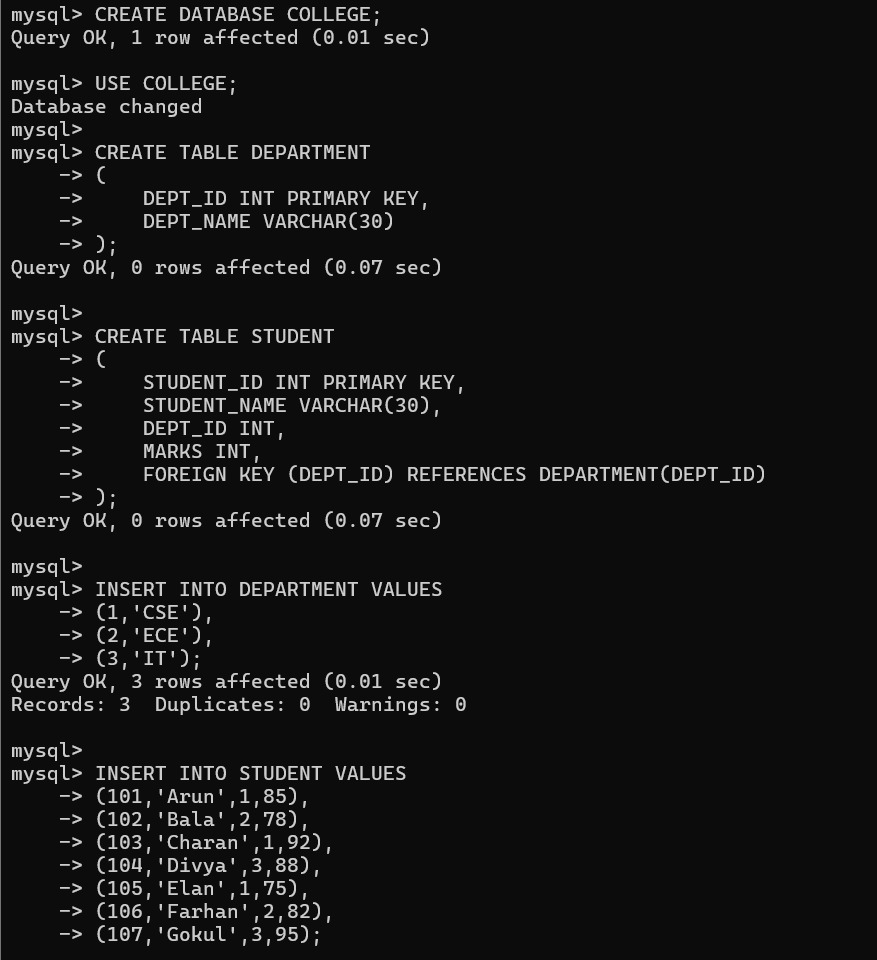 mysql> CREATE DATABASE COLLEGE;
Query OK, 1 row affected (0.01 sec)

mysql> USE COLLEGE;
Database changed
mysql>
mysql> CREATE TABLE DEPARTMENT
    -> (
    ->     DEPT_ID INT PRIMARY KEY,
    ->     DEPT_NAME VARCHAR(30)
    -> );
Query OK, 0 rows affected (0.07 sec)

mysql>
mysql> CREATE TABLE STUDENT
    -> (
    ->     STUDENT_ID INT PRIMARY KEY,
    ->     STUDENT_NAME VARCHAR(30),
    ->     DEPT_ID INT,
    ->     MARKS INT,
    ->     FOREIGN KEY (DEPT_ID) REFERENCES DEPARTMENT(DEPT_ID)
    -> );
Query OK, 0 rows affected (0.07 sec)

mysql>
mysql> INSERT INTO DEPARTMENT VALUES
    -> (1,'CSE'),
    -> (2,'ECE'),
    -> (3,'IT');
Query OK, 3 rows affected (0.01 sec)
Records: 3  Duplicates: 0  Warnings: 0

mysql>
mysql> INSERT INTO STUDENT VALUES
    -> (101,'Arun',1,85),
    -> (102,'Bala',2,78),
    -> (103,'Charan',1,92),
    -> (104,'Divya',3,88),
    -> (105,'Elan',1,75),
    -> (106,'Farhan',2,82),
    -> (107,'Gokul',3,95);